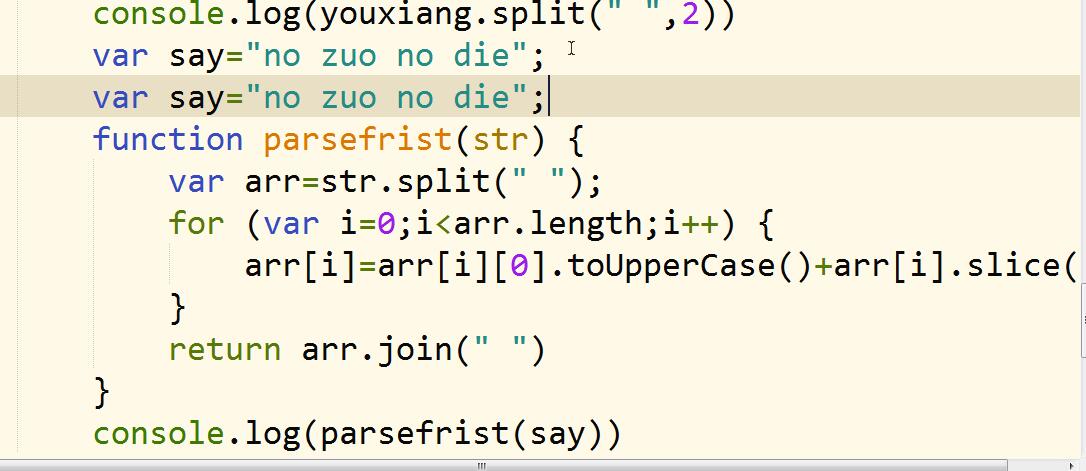 console.log(youxiang.split(" ",2))
var say="no zuo no die";
var say="no zuo no die";
function parsefrist(str) {
var arr=str.split(" ");
for (var i=0;i<arr.length;i++) {
arr[i]=arr[i][0].toUpperCase()+arr[i].slice(
}
return arr.join(" ")
}
console.log(parsefrist(say))